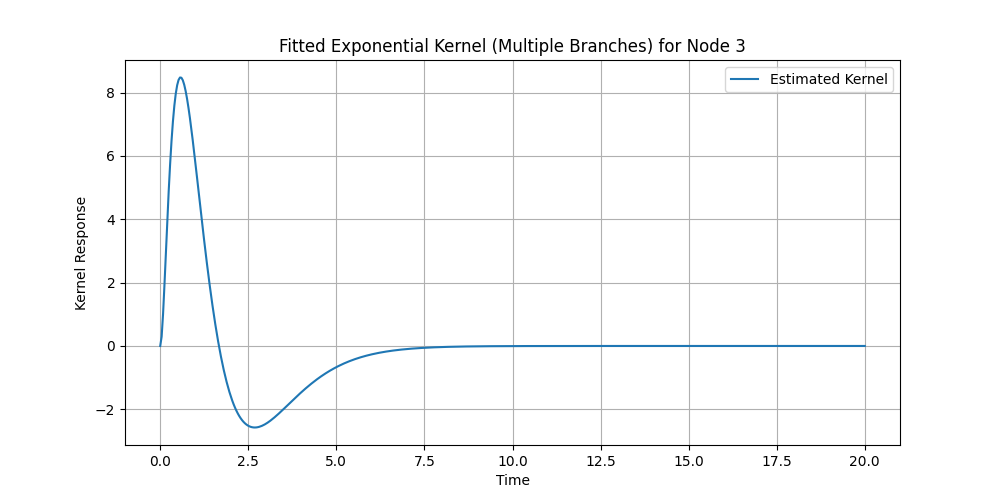 Fitted Exponential Kernel (Multiple Branches) for Node 3
Estimated Kernel
Kernel Response
8
6
4
2
0
−2
0.0 2.5 5.0 7.5 10.0 12.5 15.0 17.5 20.0
Time